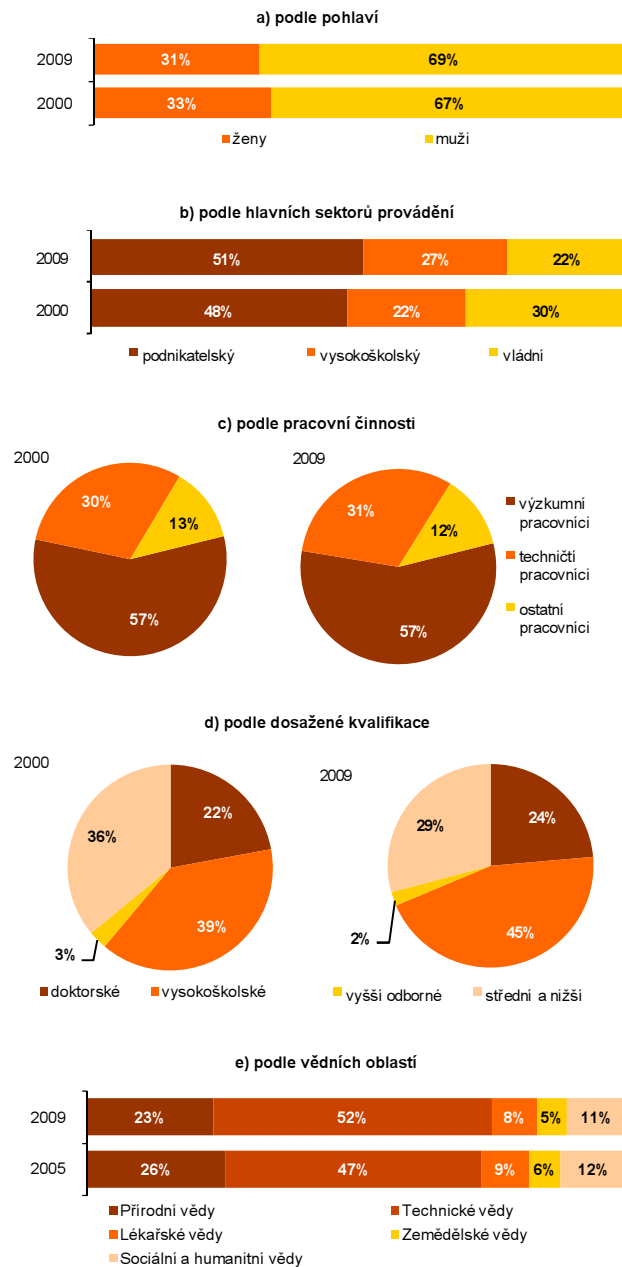 a) podle pohlaví
2009
31%
69%
2000
33%
67%
ženy
muži
b) podle hlavních sektorů provádění
2009
51%
27%
22%
2000
48%
22%
30%
podnikatelský
vysokoškolský
vládní
c) podle pracovní činnosti
2000
30%
13%
57%
2009
31%
12%
57%
výzkumní
pracovníci
techničtí
pracovníci
ostatní
pracovníci
d) podle dosažené kvalifikace
2000
22%
36%
39%
3%
2009
24%
29%
45%
2%
doktorské
vysokoškolské
vyšší odborné
střední a nižší
e) podle vědních oblastí
2009
23%
52%
8%
5%
11%
2005
26%
47%
9%
6%
12%
Přírodní vědy
Technické vědy
Lékařské vědy
Zemědělské vědy
Sociální a humanitní vědy